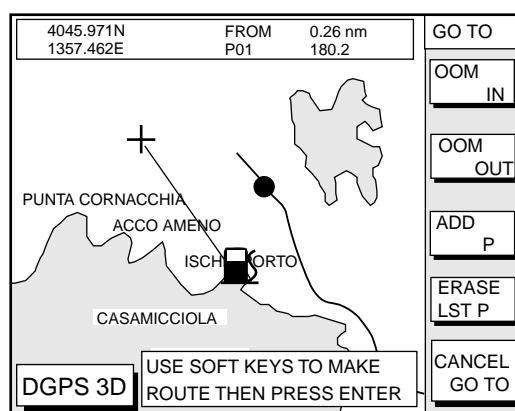 4045.971N FROM 0.26 nm
1357.462E P01 180.2
GO TO
OOM
IN
OOM
OUT
PUNTA CORNACCHIA
ACCO AMENO
ADD
P
ISCH ORTO
ERASE
LST P
CASAMICCIOLA
CANCEL
GO TO
DGPS 3D
USE SOFT KEYS TO MAKE
ROUTE THEN PRESS ENTER